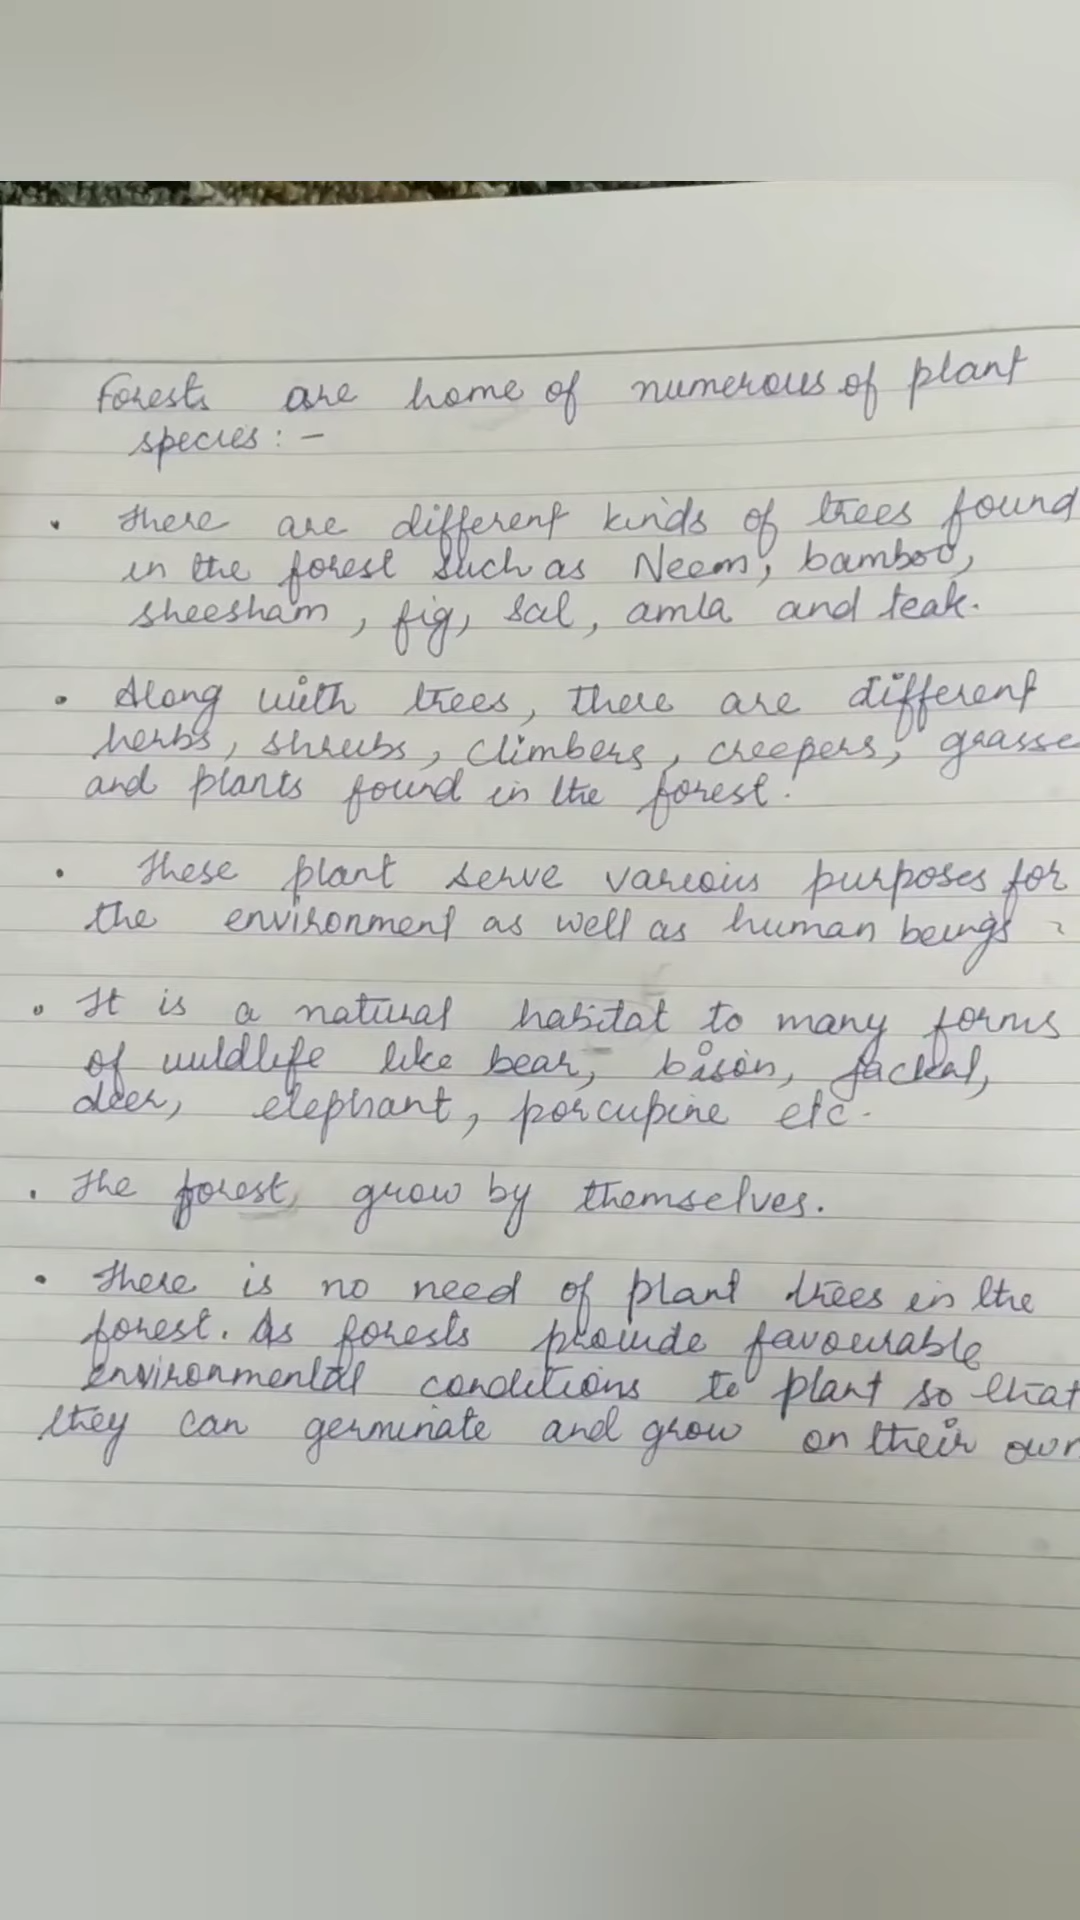 Forests are home of numerous of plant
species : -
• There are different kinds of trees found
in the forest such as Neem, bamboo,
sheesham, fig, sal, amla and teak.
• Along with trees, there are different
herbs, shrubs, climbers, creepers, grasse
and plants found in the forest.
• These plant serve various purposes for
the environment as well as human beings
• It is a natural habitat to many forms
of wildlife like bear, bison, jackal,
deer, elephant, porcupine etc.
• The forest, grow by themselves.
• There is no need of plant trees in the
forest. As forests provide favourable
environmental conditions to plant so that
they can germinate and grow on their own